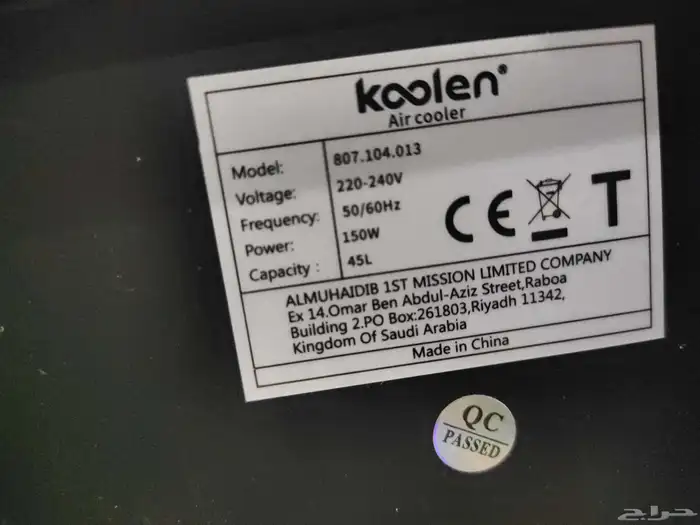 koolen®
Air cooler
Model: 807.104.013
Voltage: 220-240V
Frequency: 50/60Hz
Power: 150W
Capacity : 45L
CE T
ALMUHAIDIB 1ST MISSION LIMITED COMPANY
Ex 14.Omar Ben Abdul-Aziz Street,Raboa
Building 2.PO Box:261803,Riyadh 11342,
Kingdom Of Saudi Arabia
Made in China
QC
PASSED
حراج